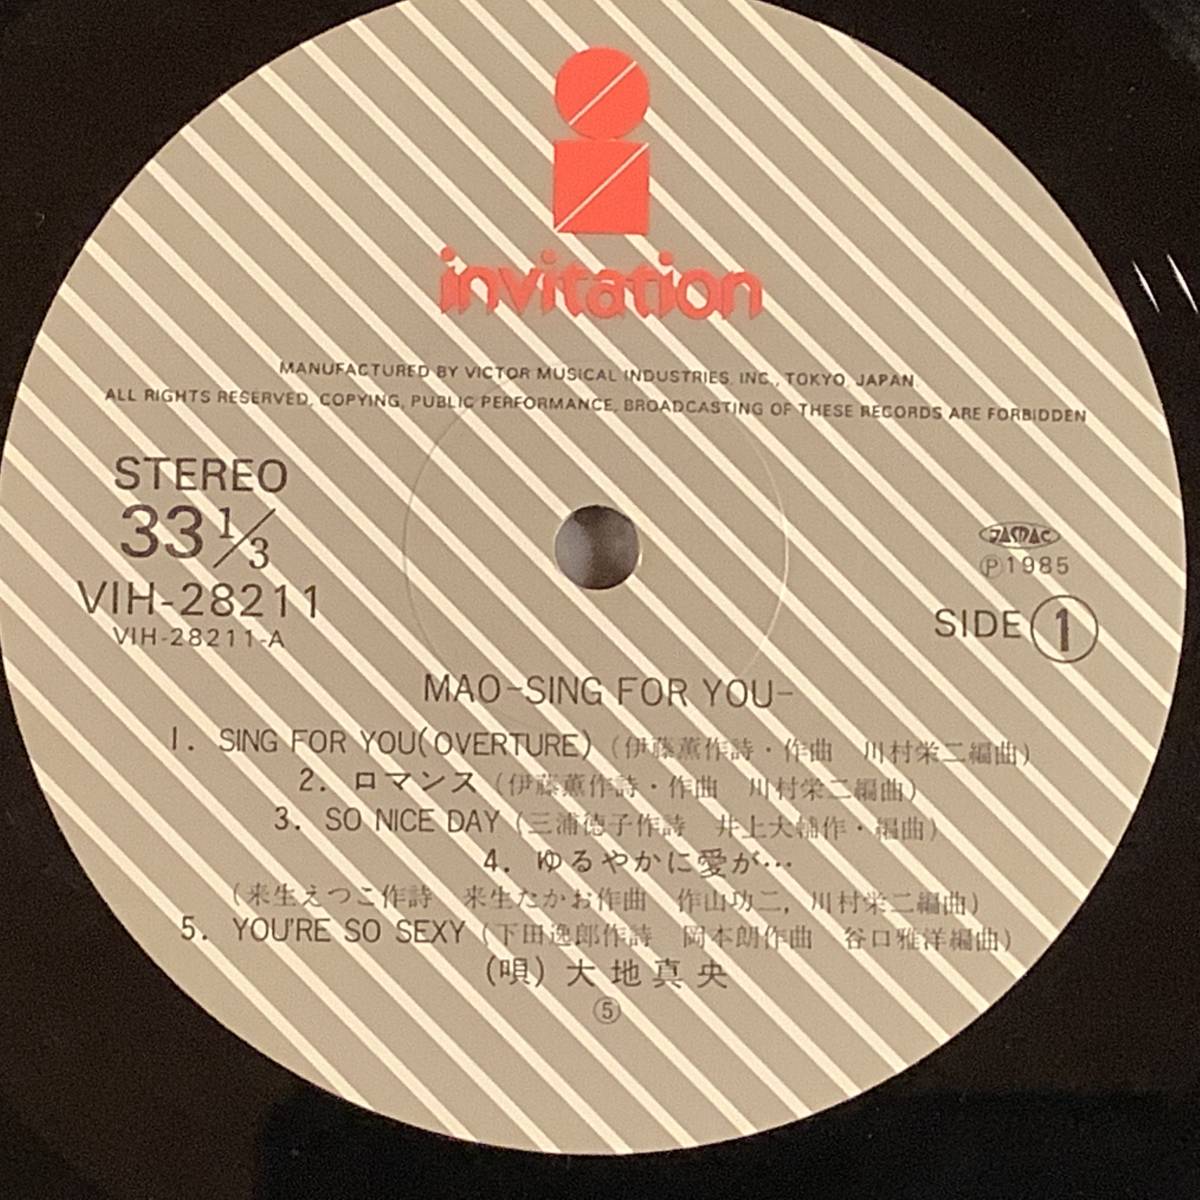 invitation
MANUFACTURED BY VICTOR MUSICAL INDUSTRIES, INC., TOKYO, JAPAN.
ALL RIGHTS RESERVED, COPYING, PUBLIC PERFORMANCE, BROADCASTING OF THESE RECORDS ARE FORBIDDEN
STEREO
33 1/3
VIH-28211
VIH-28211-A
JASRAC
Ⓟ1985
SIDE ①
MAO-SING FOR YOU-
1. SING FOR YOU(OVERTURE) (伊藤薫作詩・作曲　川村栄二編曲)
2. ロマンス (伊藤薫作詩・作曲　川村栄二編曲)
3. SO NICE DAY (三浦徳子作詩　井上大輔作・編曲)
4. ゆるやかに愛が…
(来生えつこ作詩　来生たかお作曲　作山功二, 川村栄二編曲)
5. YOU'RE SO SEXY (下田逸郎作詩　岡本朗作曲　谷口雅洋編曲)
(唄) 大地真央
⑤